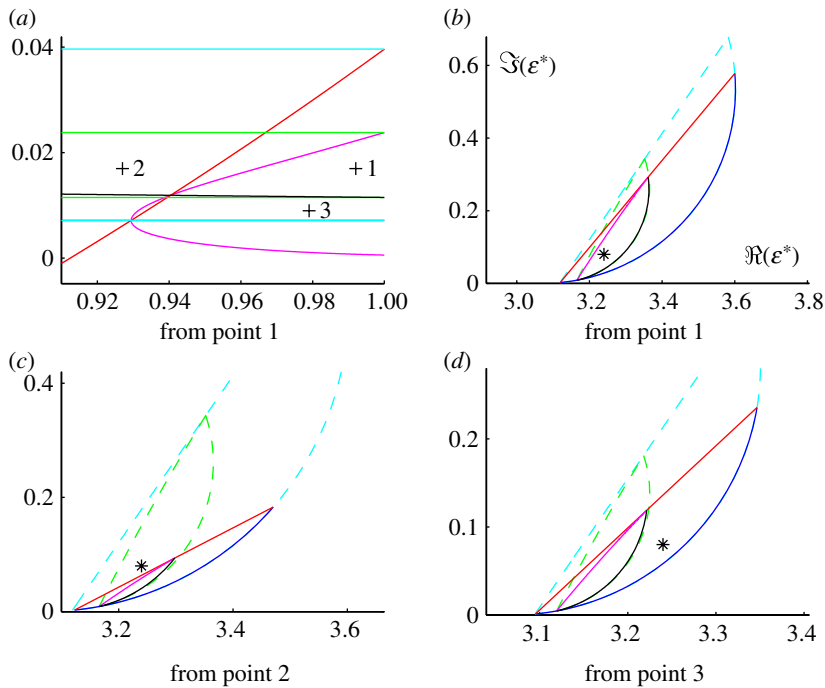 (a)
0.04
0.02
0
+2
+1
+3
0.92 0.94 0.96 0.98 1.00
from point 1
(b)
ℑ(ε*)
0.6
0.4
0.2
0
ℜ(ε*)
3.0 3.2 3.4 3.6 3.8
from point 1
(c)
0.4
0.2
0
3.2 3.4 3.6
from point 2
(d)
0.2
0.1
0
3.1 3.2 3.3 3.4
from point 3